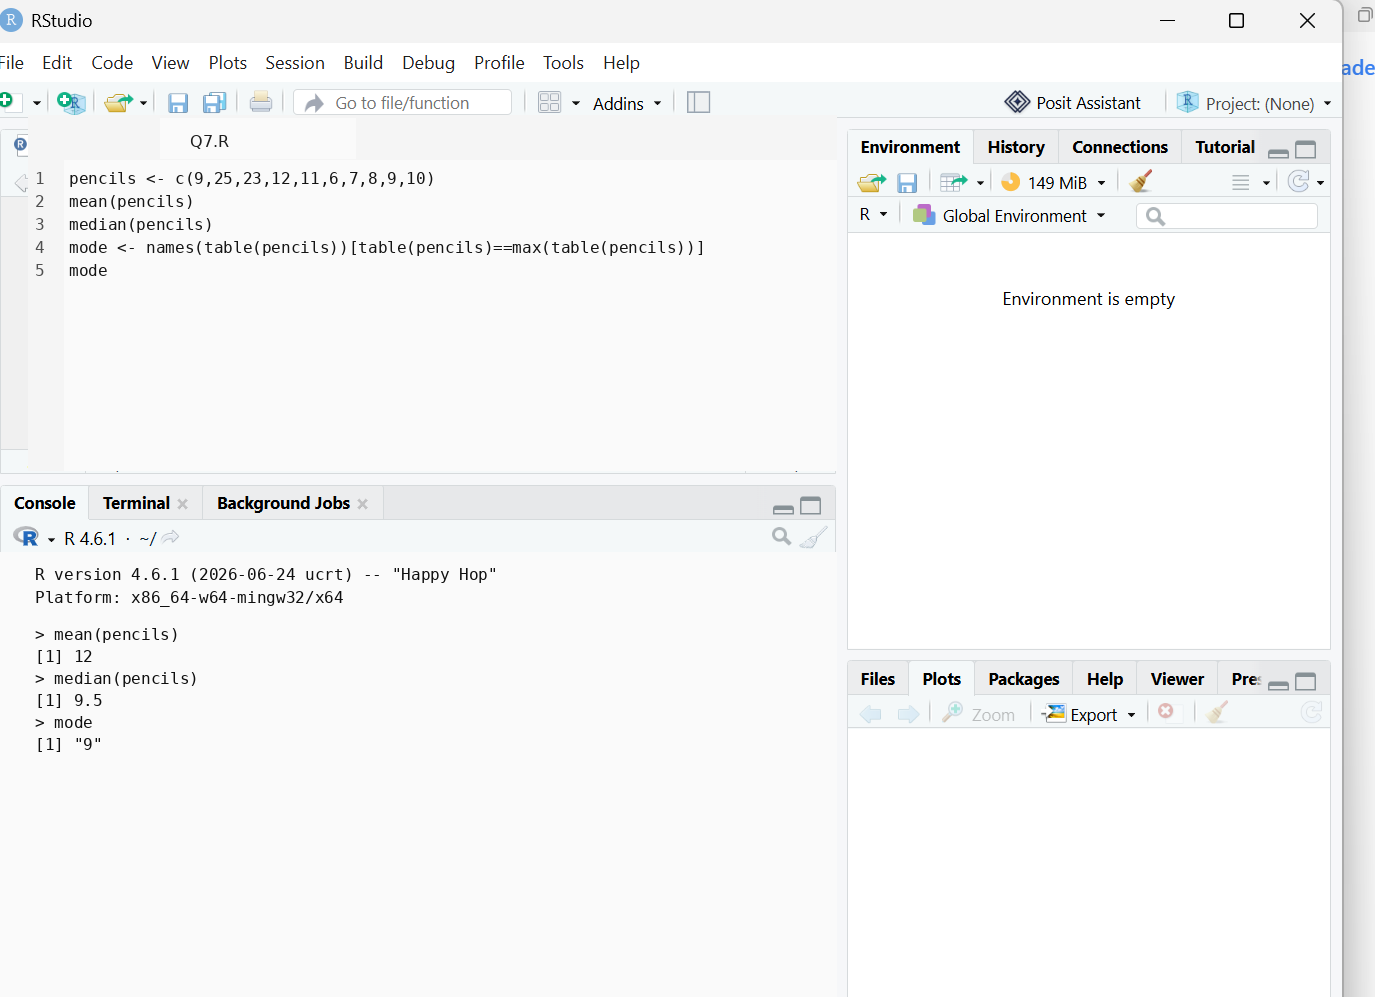 RStudio
File Edit Code View Plots Session Build Debug Profile Tools Help
ade
Go to file/function
Addins
Posit Assistant
Project: (None)
Q7.R
1 pencils <- c(9,25,23,12,11,6,7,8,9,10)
2 mean(pencils)
3 median(pencils)
4 mode <- names(table(pencils))[table(pencils)==max(table(pencils))]
5 mode
Console Terminal Background Jobs
R 4.6.1 · ~/
R version 4.6.1 (2026-06-24 ucrt) -- "Happy Hop"
Platform: x86_64-w64-mingw32/x64
> mean(pencils)
[1] 12
> median(pencils)
[1] 9.5
> mode
[1] "9"
Environment History Connections Tutorial
149 MiB
R Global Environment
Environment is empty
Files Plots Packages Help Viewer Pres
Zoom Export